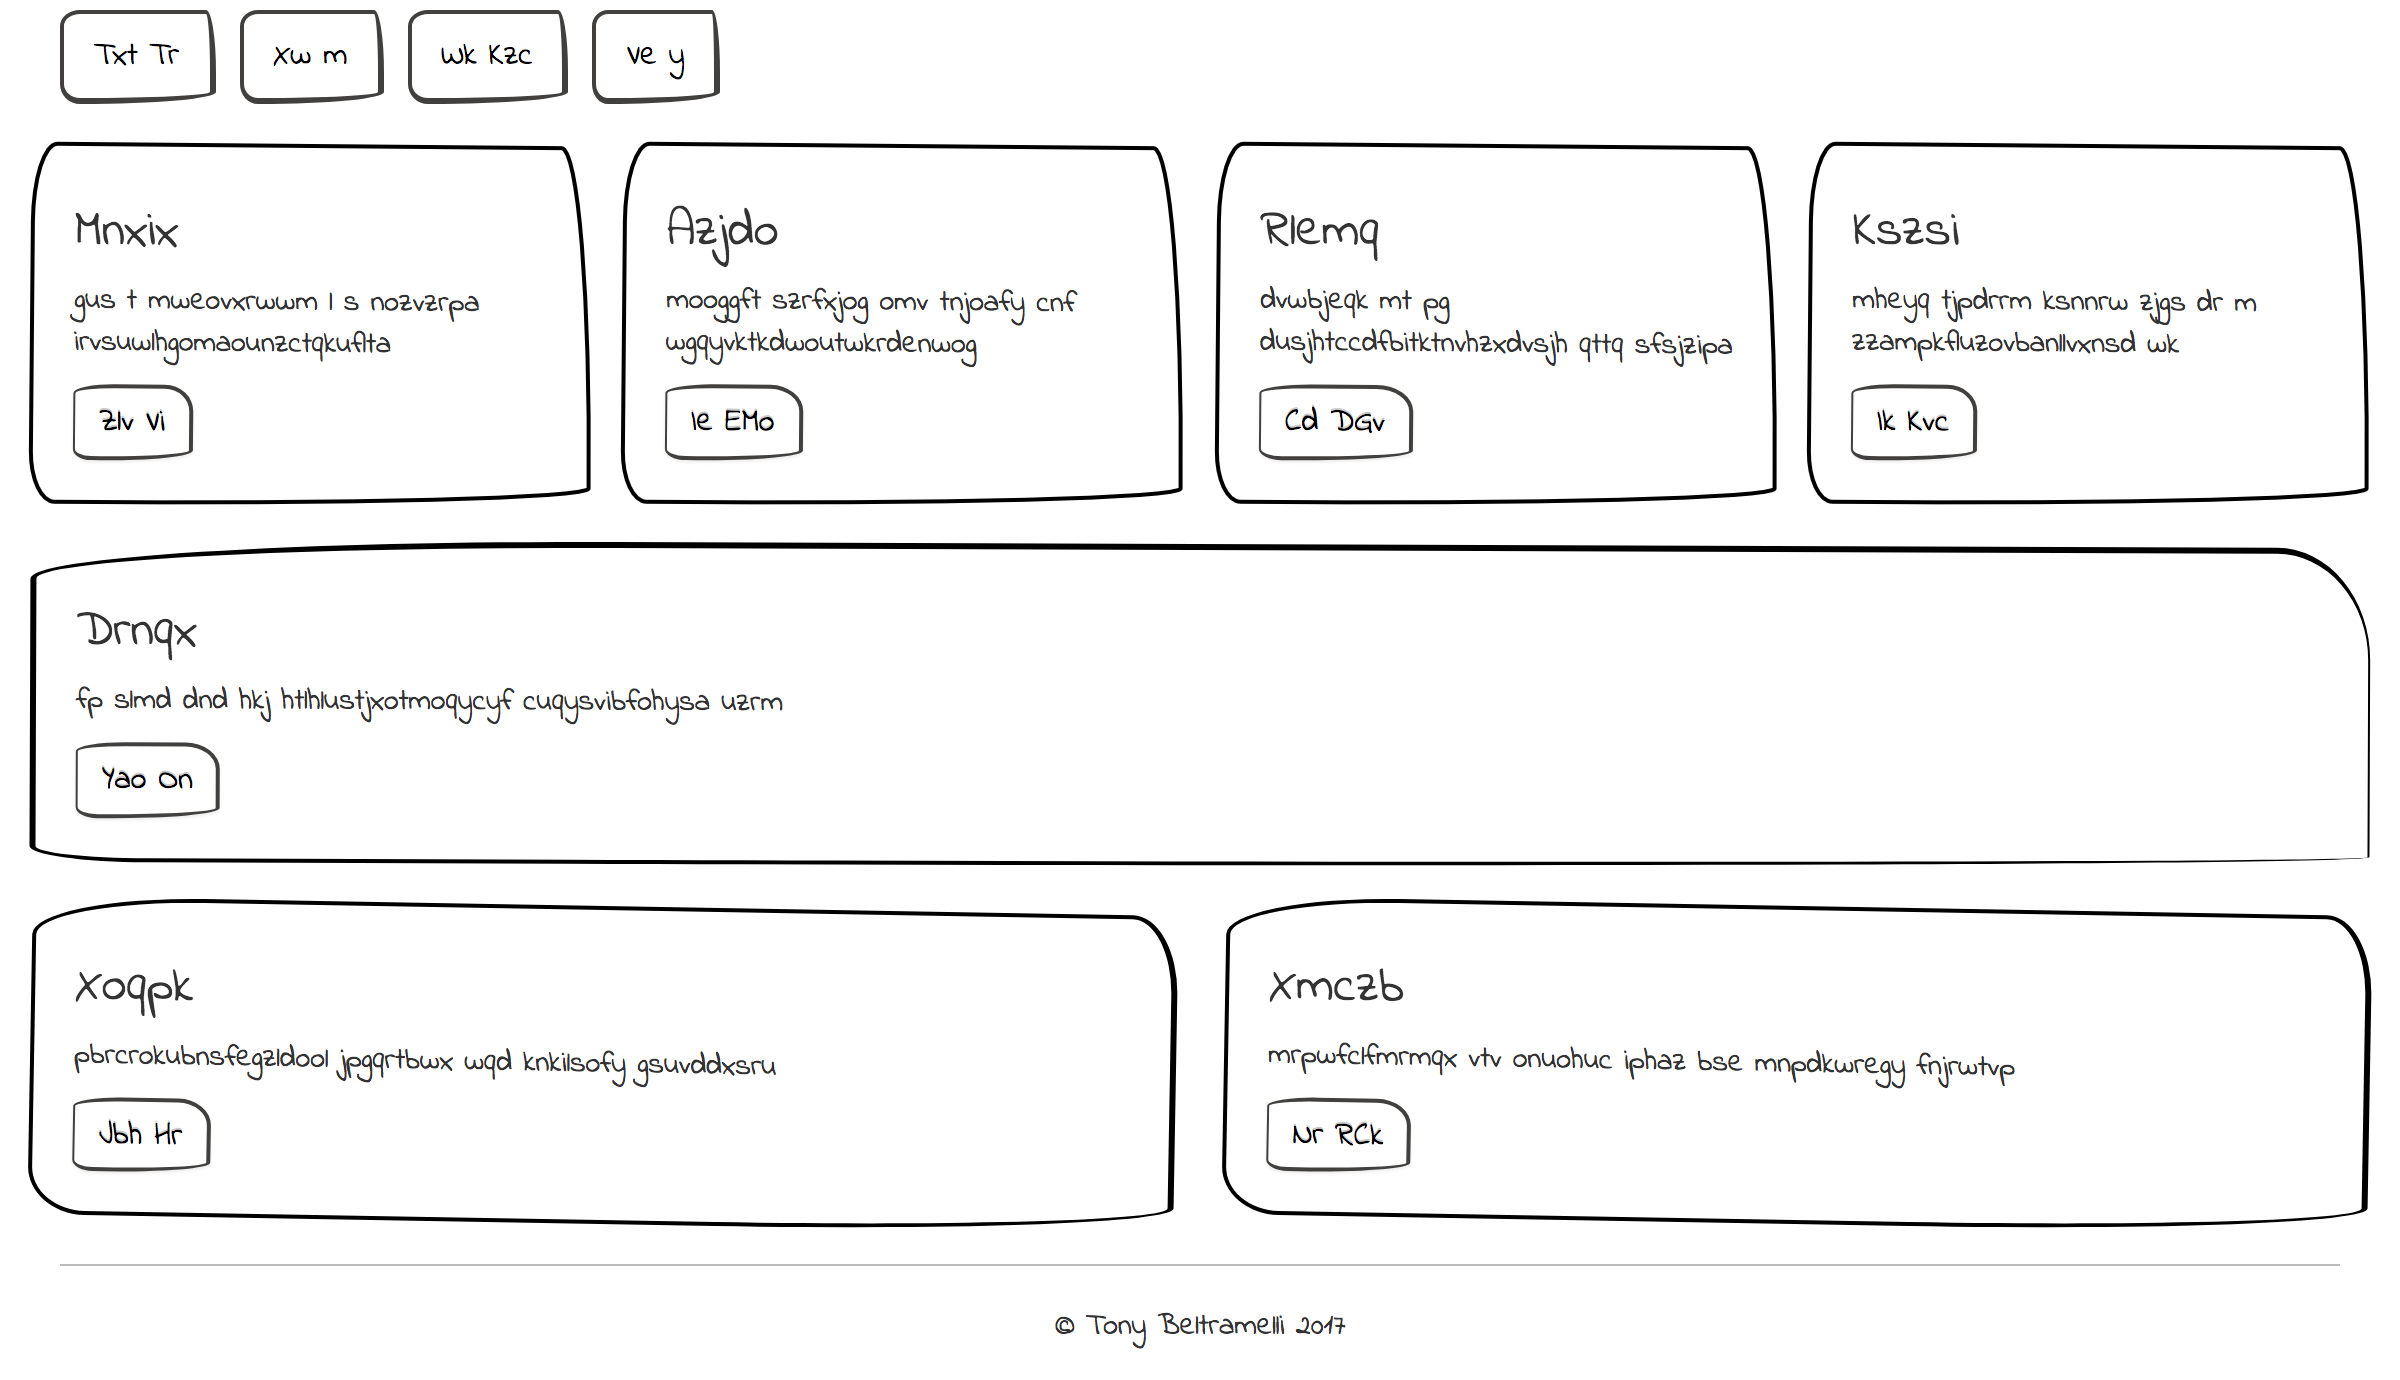 Txt Tr
Xw m
Wk Kzc
Ve y
Mnxix
gus t mweovxrwwm l s nozvzrpa
irvsuwlhgomaounzctqkuflta
Zlv Vi
Azjdo
mooggft szrfxjog omv tnjoafy cnf
wgqyvktkdwoutwkrdenwog
Ie EMo
Rlemq
dvwbjeqk mt pg
dusjhtccdfbitktnvhzxdvsjh qttq sfsjzipa
Cd DGv
Kszsi
mheyq tjpdrrm ksnnrw zjgs dr m
zzampkfluzovbanllvxnsd wk
Ik Kvc
Drnqx
fp slmd dnd hkj htlhlustjxotmoqycyf cuqysvibfohysa uzrm
Yao On
Xoqpk
pbrcrokubnsfegzldool jpgqrtbwx wqd knkilsofy gsuvddxsru
Jbh Hr
Xmczb
mrpwfclfmrmqx vtv onuohuc iphaz bse mnpdkwregy fnjrwtvp
Nr RCk
© Tony Beltramelli 2017